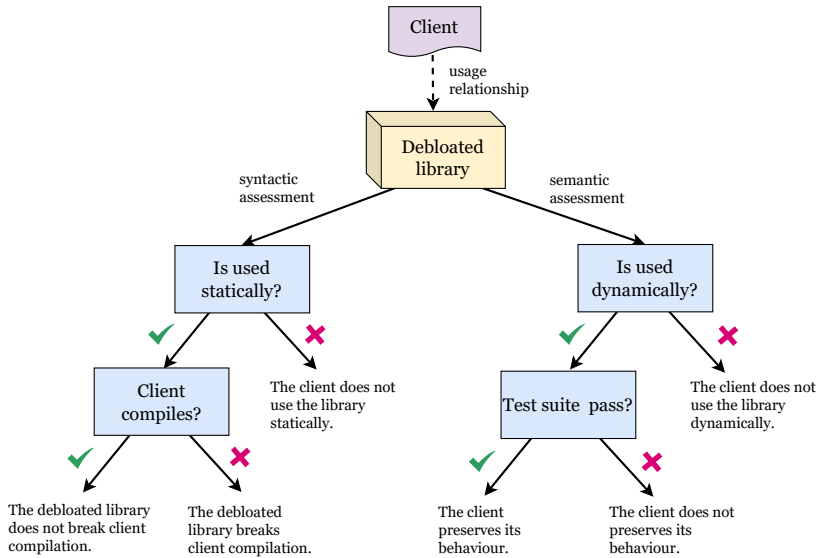 Client
usage
relationship
Debloated
library
syntactic
assessment
semantic
assessment
Is used
statically?
Is used
dynamically?
Client
compiles?
The client does not
use the library
statically.
Test suite pass?
The client does not
use the library
dynamically.
The debloated library
does not break client
compilation.
The debloated
library breaks
client compilation.
The client
preserves its
behaviour.
The client does not
preserves its
behaviour.